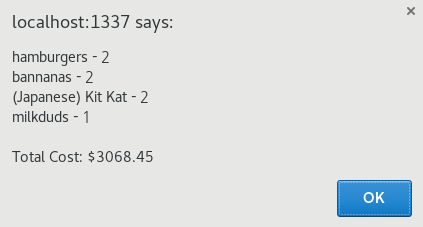 localhost:1337 says:
hamburgers - 2
bannanas - 2
(Japanese) Kit Kat - 2
milkduds - 1
Total Cost: $3068.45
OK